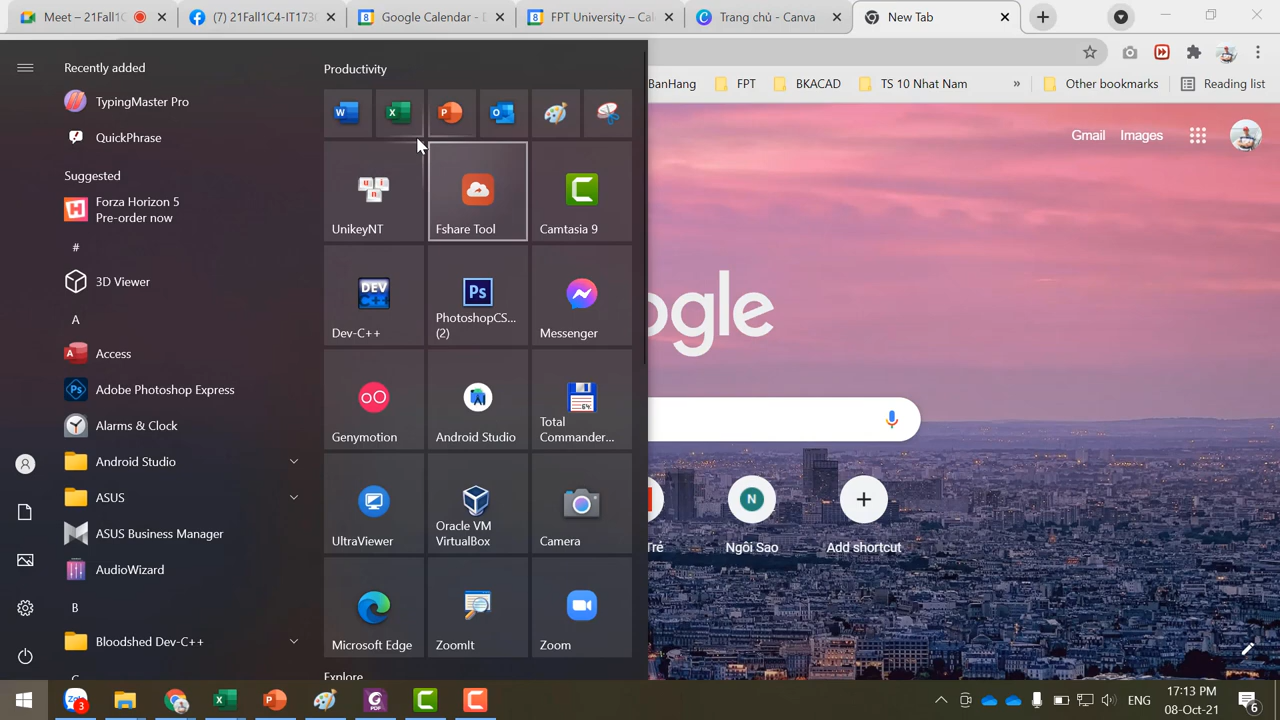 Meet – 21Fall1
(7) 21Fall1C4-IT173
Google Calendar - D
FPT University – Cal
Trang chủ - Canva
New Tab
BanHang
FPT
BKACAD
TS 10 Nhat Nam
»
Other bookmarks
Reading list
Gmail
Images
ogle
Trẻ
N
Ngôi Sao
Add shortcut
Recently added
TypingMaster Pro
QuickPhrase
Suggested
Forza Horizon 5
Pre-order now
#
3D Viewer
A
Access
Adobe Photoshop Express
Alarms & Clock
Android Studio
ASUS
ASUS Business Manager
AudioWizard
B
Bloodshed Dev-C++
Productivity
UnikeyNT
Fshare Tool
Camtasia 9
Dev-C++
PhotoshopCS...
(2)
Messenger
Genymotion
Android Studio
Total
Commander...
UltraViewer
Oracle VM
VirtualBox
Camera
Microsoft Edge
ZoomIt
Zoom
Explore
ENG
17:13 PM
08-Oct-21
6